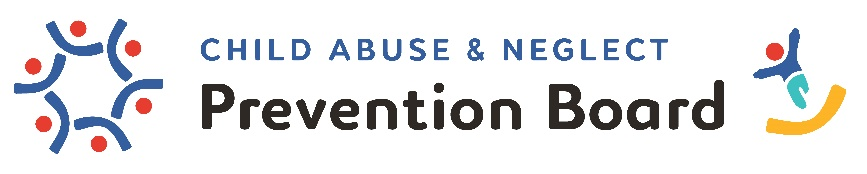 CHILD ABUSE & NEGLECT
Prevention Board